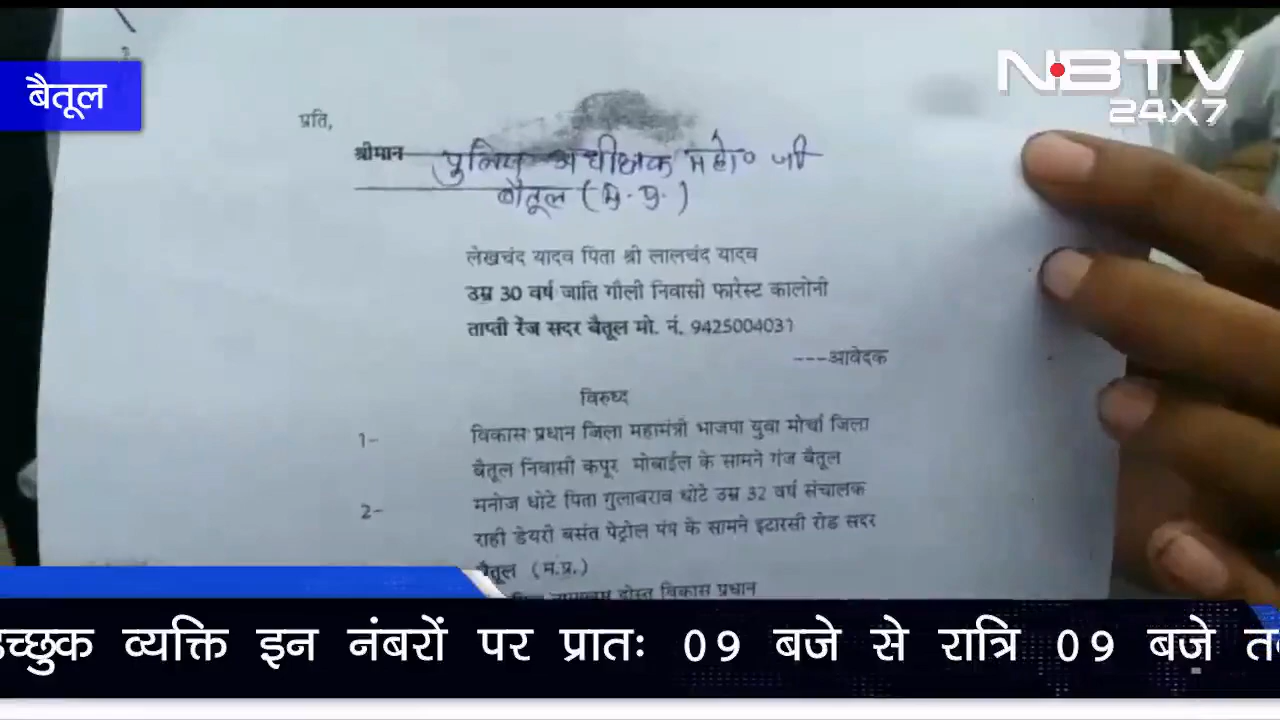 NBTV
24X7
बैतूल
प्रति,
श्रीमान पुलिस अधीक्षक महो० जी
बैतूल (म.प्र.)
लेखचंद यादव पिता श्री लालचंद यादव
उम्र 30 वर्ष जाति गौली निवासी फारेस्ट कालोनी
ताप्ती रेंज सदर बैतूल मो. नं. 9425004031
---आवेदक
विरुध्द
1- विकास प्रधान जिला महामंत्री भाजपा युवा मोर्चा जिला
बैतूल निवासी कपूर मोबाईल के सामने गंज बैतूल
2- मनोज धोटे पिता गुलाबराव धोटे उम्र 32 वर्ष संचालक
राही डेयरी बसंत पेट्रोल पंप के सामने इटारसी रोड सदर
बैतूल (म.प्र.)
दोस्त विकास प्रधान
व्यक्ति इन नंबरों पर प्रातः 09 बजे से रात्रि 09 बजे